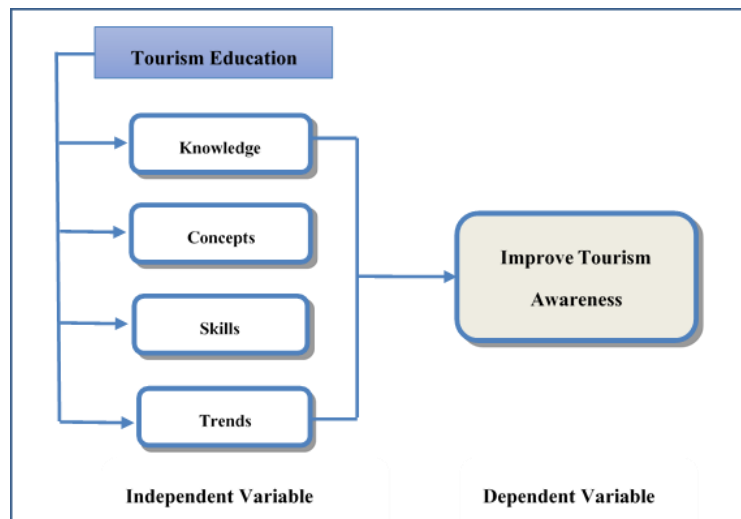 Tourism Education
Knowledge
Concepts
Skills
Trends
Improve Tourism
Awareness
Independent Variable
Dependent Variable